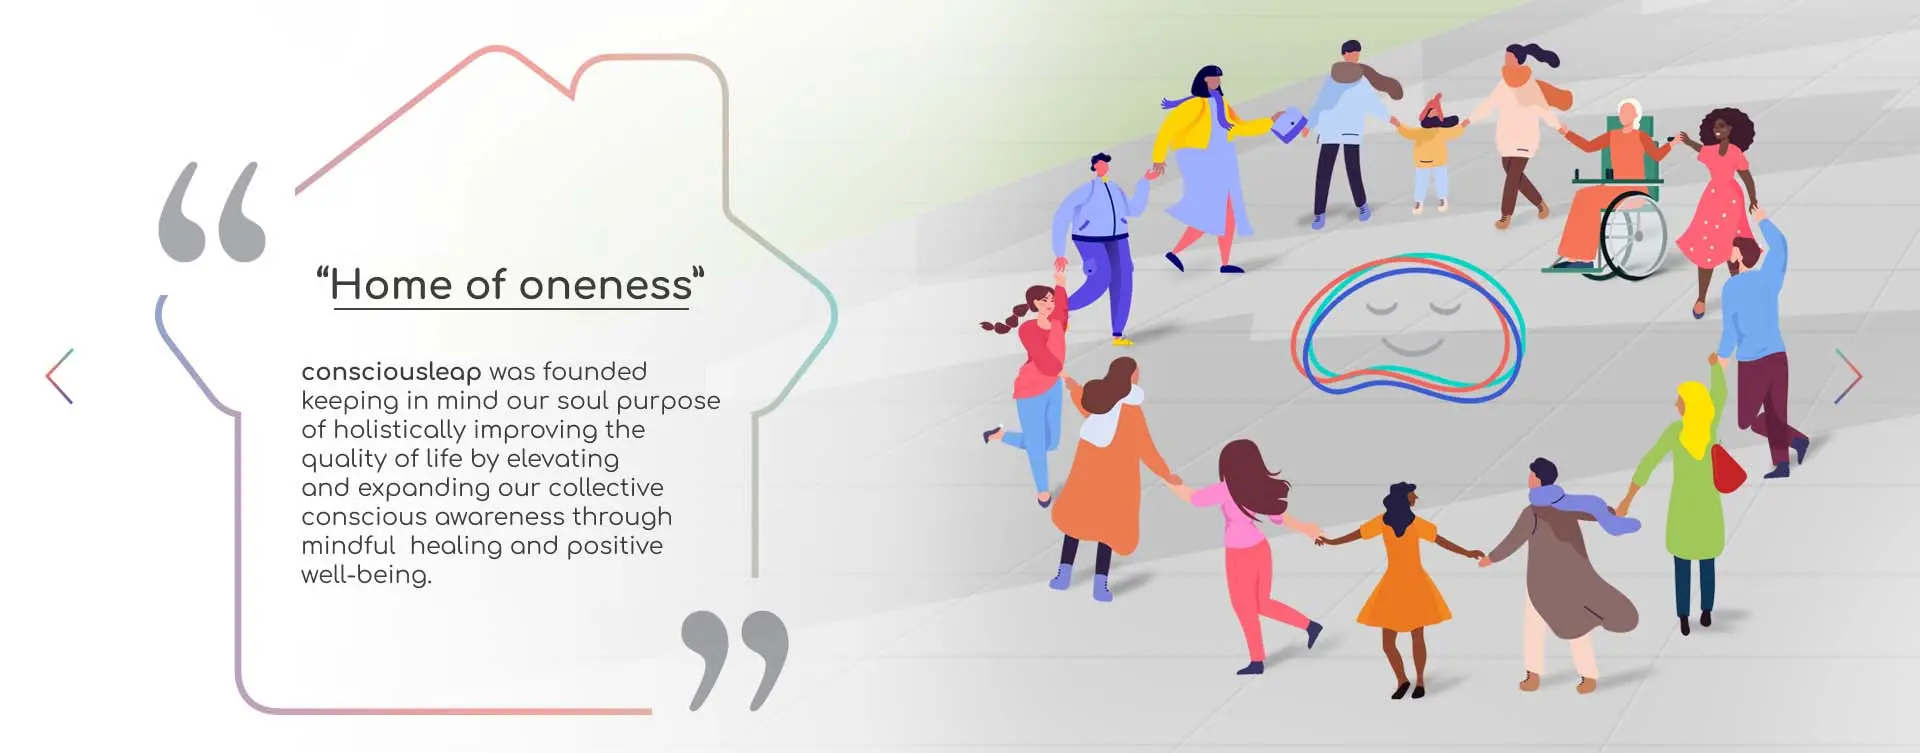 “Home of oneness”
consciousleap was founded
keeping in mind our soul purpose
of holistically improving the
quality of life by elevating
and expanding our collective
conscious awareness through
mindful  healing and positive
well-being.